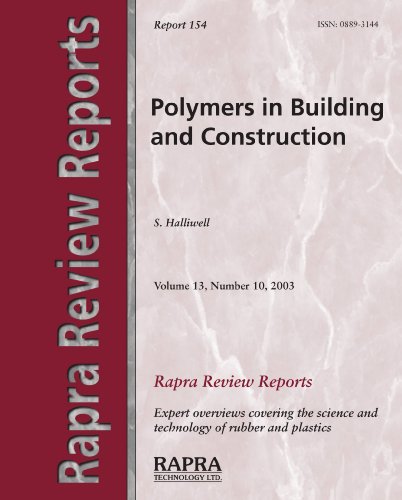 Rapra Review Reports
Report 154
ISSN: 0889-3144
Polymers in Building
and Construction
S. Halliwell
Volume 13, Number 10, 2003
Rapra Review Reports
Expert overviews covering the science and
technology of rubber and plastics
RAPRA
TECHNOLOGY LTD.